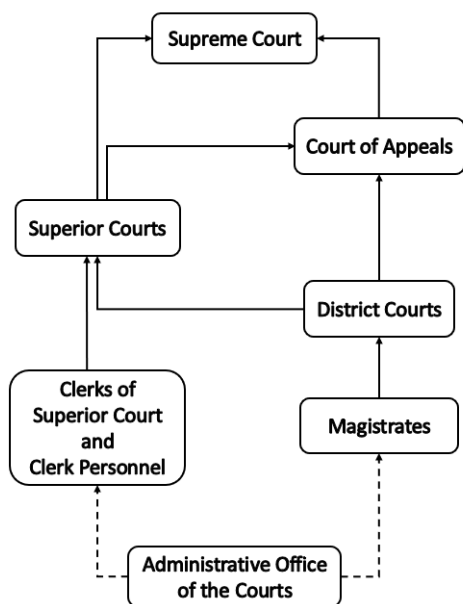 Supreme Court
Court of Appeals
Superior Courts
District Courts
Clerks of
Superior Court
and
Clerk Personnel
Magistrates
Administrative Office
of the Courts